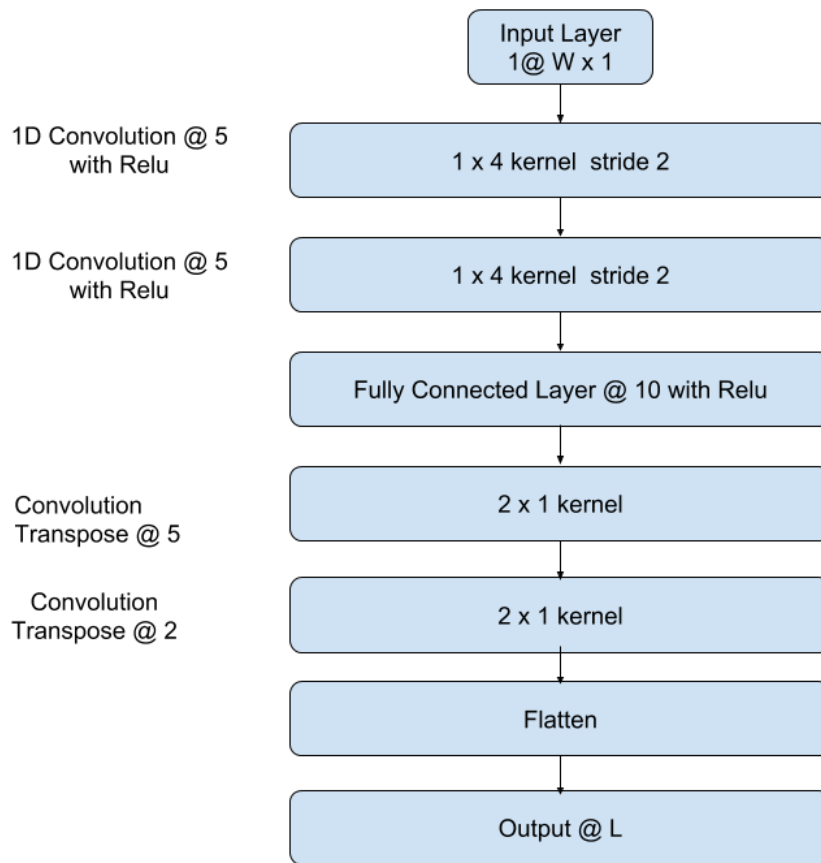 Input Layer
1@ W x 1
1D Convolution @ 5
with Relu
1 x 4 kernel  stride 2
1D Convolution @ 5
with Relu
1 x 4 kernel  stride 2
Fully Connected Layer @ 10 with Relu
Convolution
Transpose @ 5
2 x 1 kernel
Convolution
Transpose @ 2
2 x 1 kernel
Flatten
Output @ L